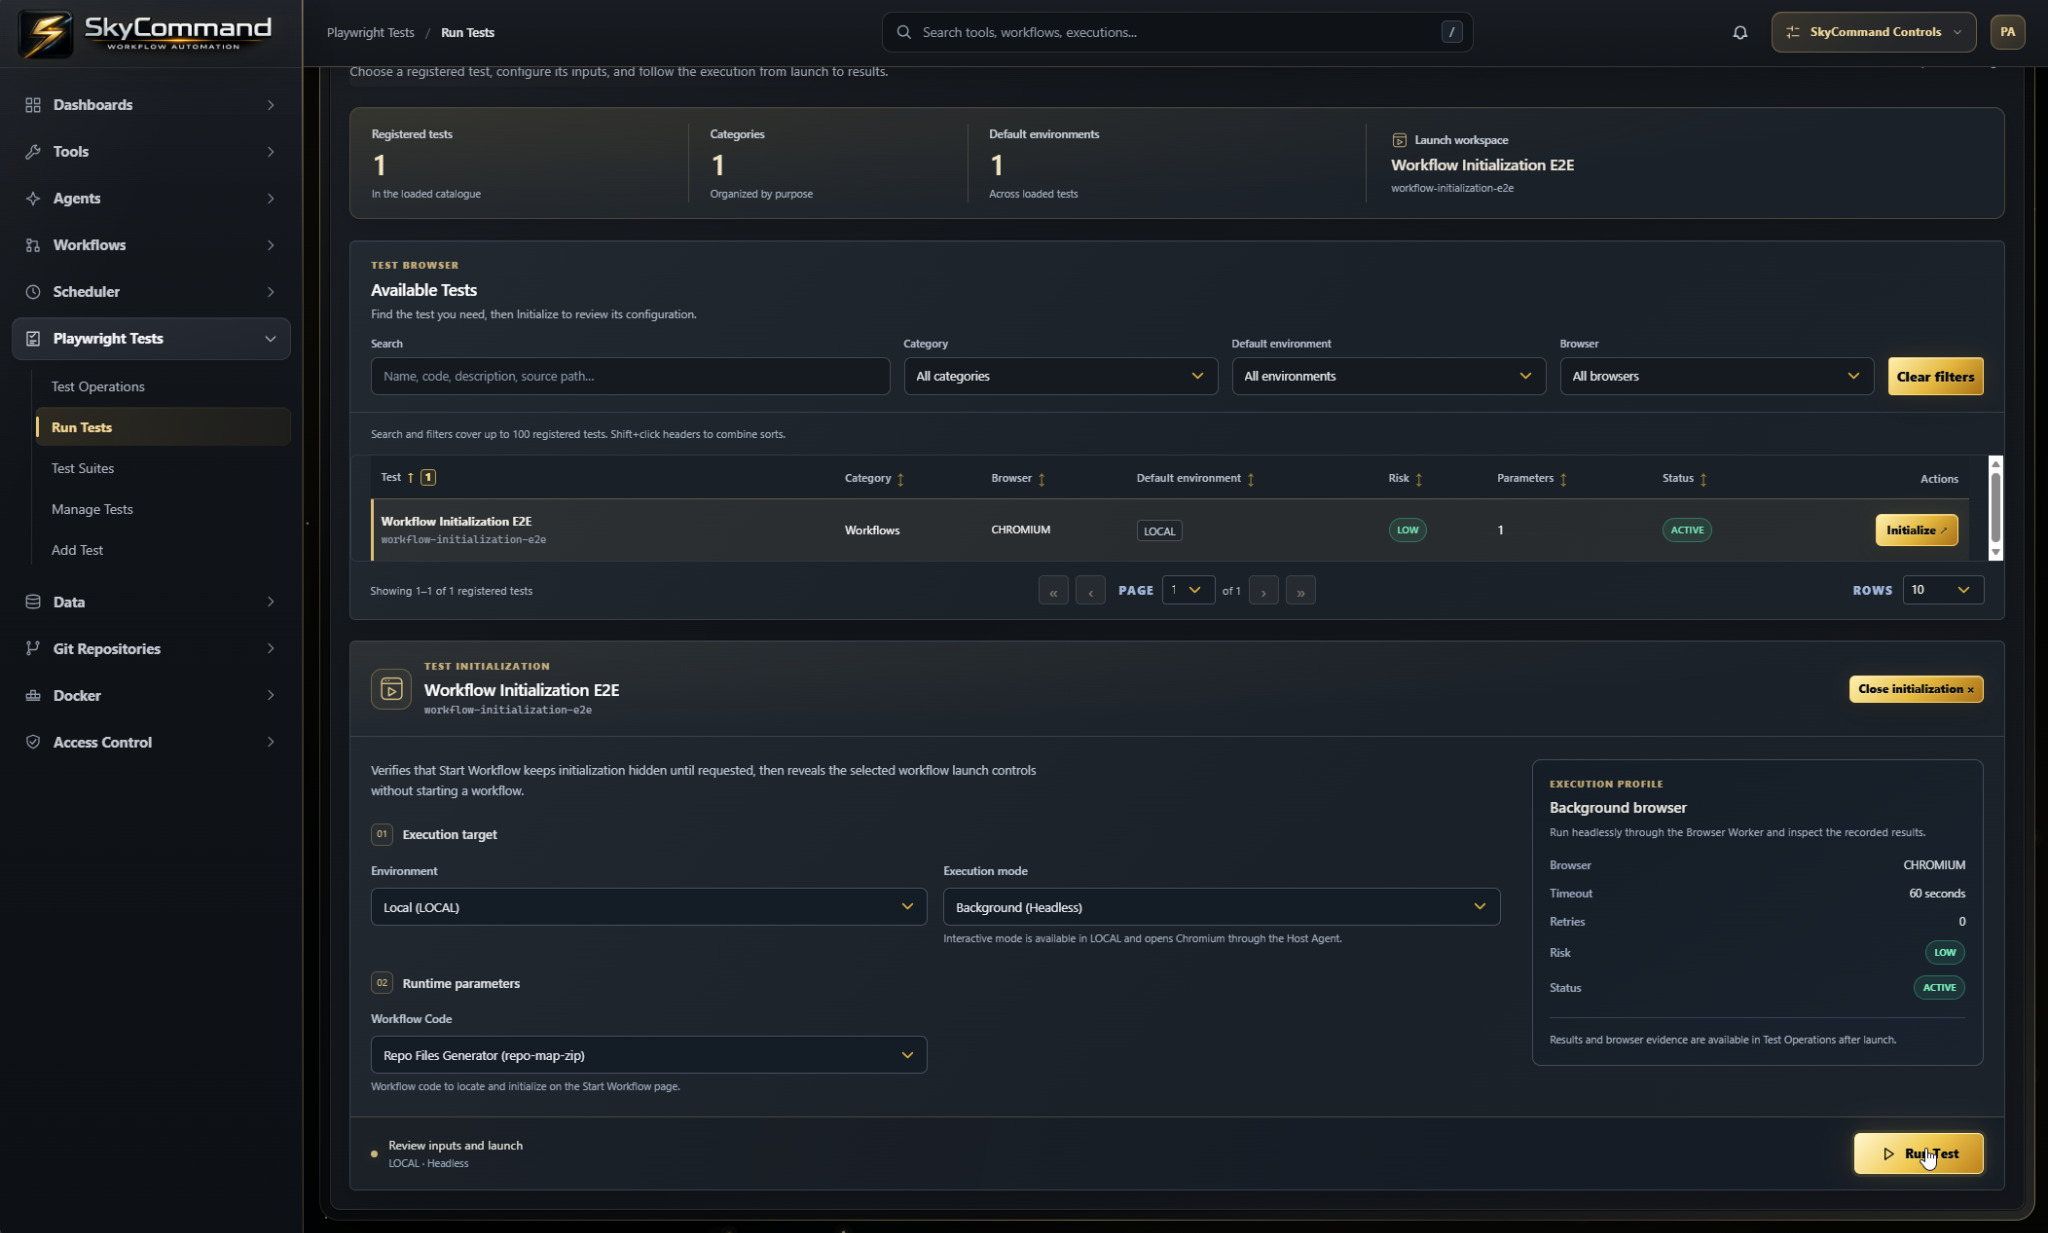 SkyCommand
WORKFLOW AUTOMATION
Playwright Tests / Run Tests
Search tools, workflows, executions...
/
SkyCommand Controls
PA
Dashboards
Tools
Agents
Workflows
Scheduler
Playwright Tests
Test Operations
Run Tests
Test Suites
Manage Tests
Add Test
Data
Git Repositories
Docker
Access Control
Choose a registered test, configure its inputs, and follow the execution from launch to results.
Registered tests
1
In the loaded catalogue
Categories
1
Organized by purpose
Default environments
1
Across loaded tests
Launch workspace
Workflow Initialization E2E
workflow-initialization-e2e
TEST BROWSER
Available Tests
Find the test you need, then Initialize to review its configuration.
Search
Category
Default environment
Browser
Name, code, description, source path...
All categories
All environments
All browsers
Clear filters
Search and filters cover up to 100 registered tests. Shift+click headers to combine sorts.
Test ↑ 1
Category
Browser
Default environment
Risk
Parameters
Status
Actions
Workflow Initialization E2E
workflow-initialization-e2e
Workflows
CHROMIUM
LOCAL
LOW
1
ACTIVE
Initialize
Showing 1–1 of 1 registered tests
« ‹ PAGE 1 of 1 › »
ROWS 10
TEST INITIALIZATION
Workflow Initialization E2E
workflow-initialization-e2e
Close initialization ×
Verifies that Start Workflow keeps initialization hidden until requested, then reveals the selected workflow launch controls
without starting a workflow.
01 Execution target
Environment
Local (LOCAL)
Execution mode
Background (Headless)
Interactive mode is available in LOCAL and opens Chromium through the Host Agent.
02 Runtime parameters
Workflow Code
Repo Files Generator (repo-map-zip)
Workflow code to locate and initialize on the Start Workflow page.
EXECUTION PROFILE
Background browser
Run headlessly through the Browser Worker and inspect the recorded results.
Browser CHROMIUM
Timeout 60 seconds
Retries 0
Risk LOW
Status ACTIVE
Results and browser evidence are available in Test Operations after launch.
Review inputs and launch
LOCAL · Headless
Run Test